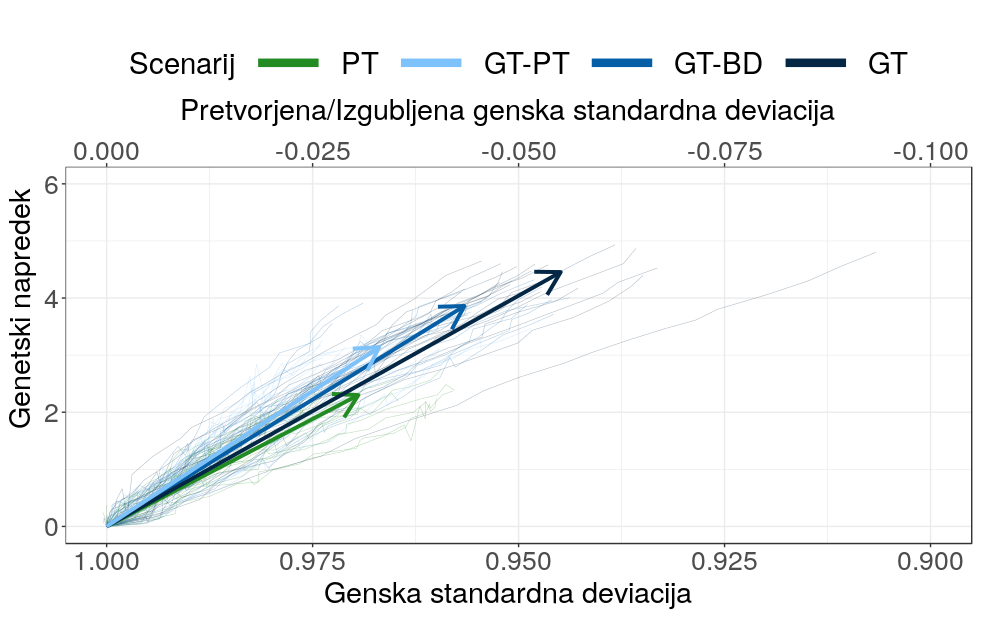 Scenarij PT GT-PT GT-BD GT
Pretvorjena/Izgubljena genska standardna deviacija
0.000 -0.025 -0.050 -0.075 -0.100
Genetski napredek
6
4
2
0
1.000 0.975 0.950 0.925 0.900
Genska standardna deviacija